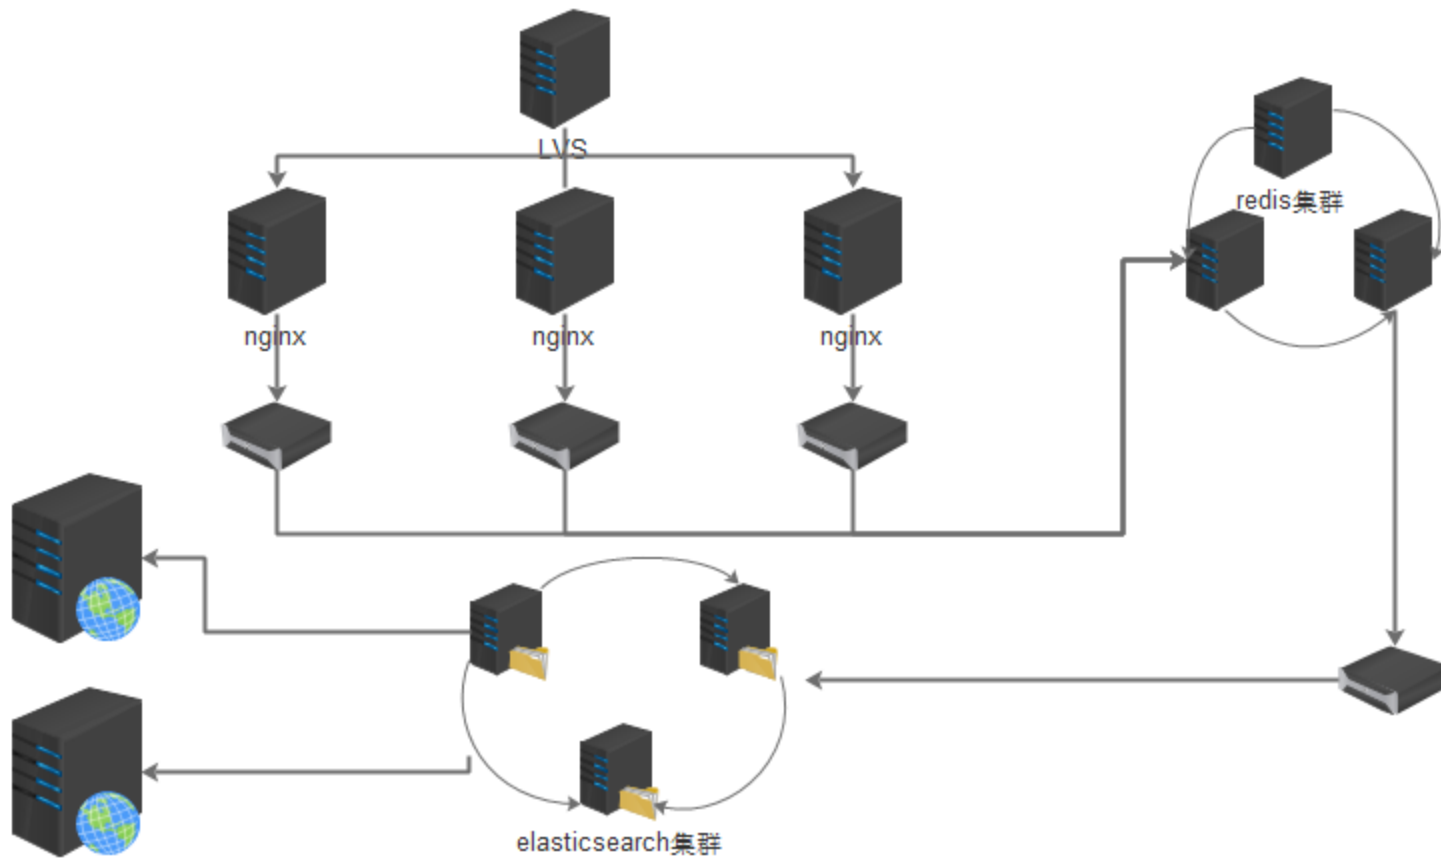 LVS
redis集群
nginx
nginx
nginx
elasticsearch集群